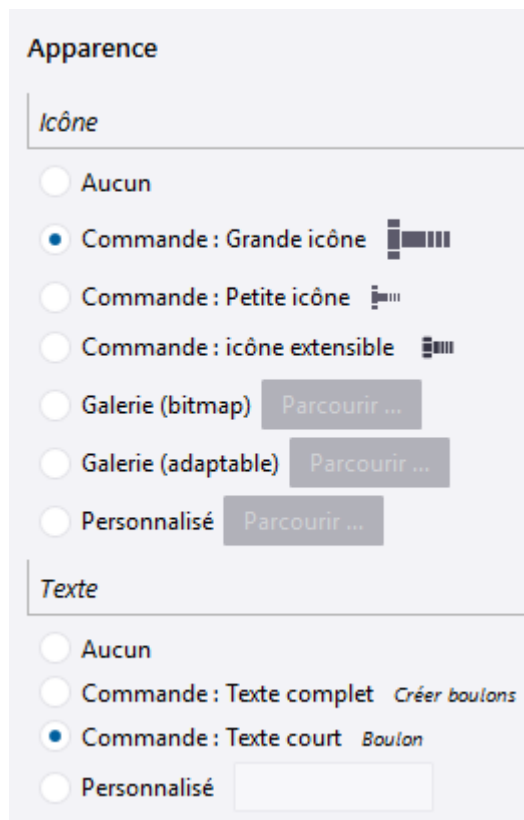 Apparence
Icône
Aucun
Commande : Grande icône
Commande : Petite icône
Commande : icône extensible
Galerie (bitmap) Parcourir ...
Galerie (adaptable) Parcourir ...
Personnalisé Parcourir ...
Texte
Aucun
Commande : Texte complet Créer boulons
Commande : Texte court Boulon
Personnalisé